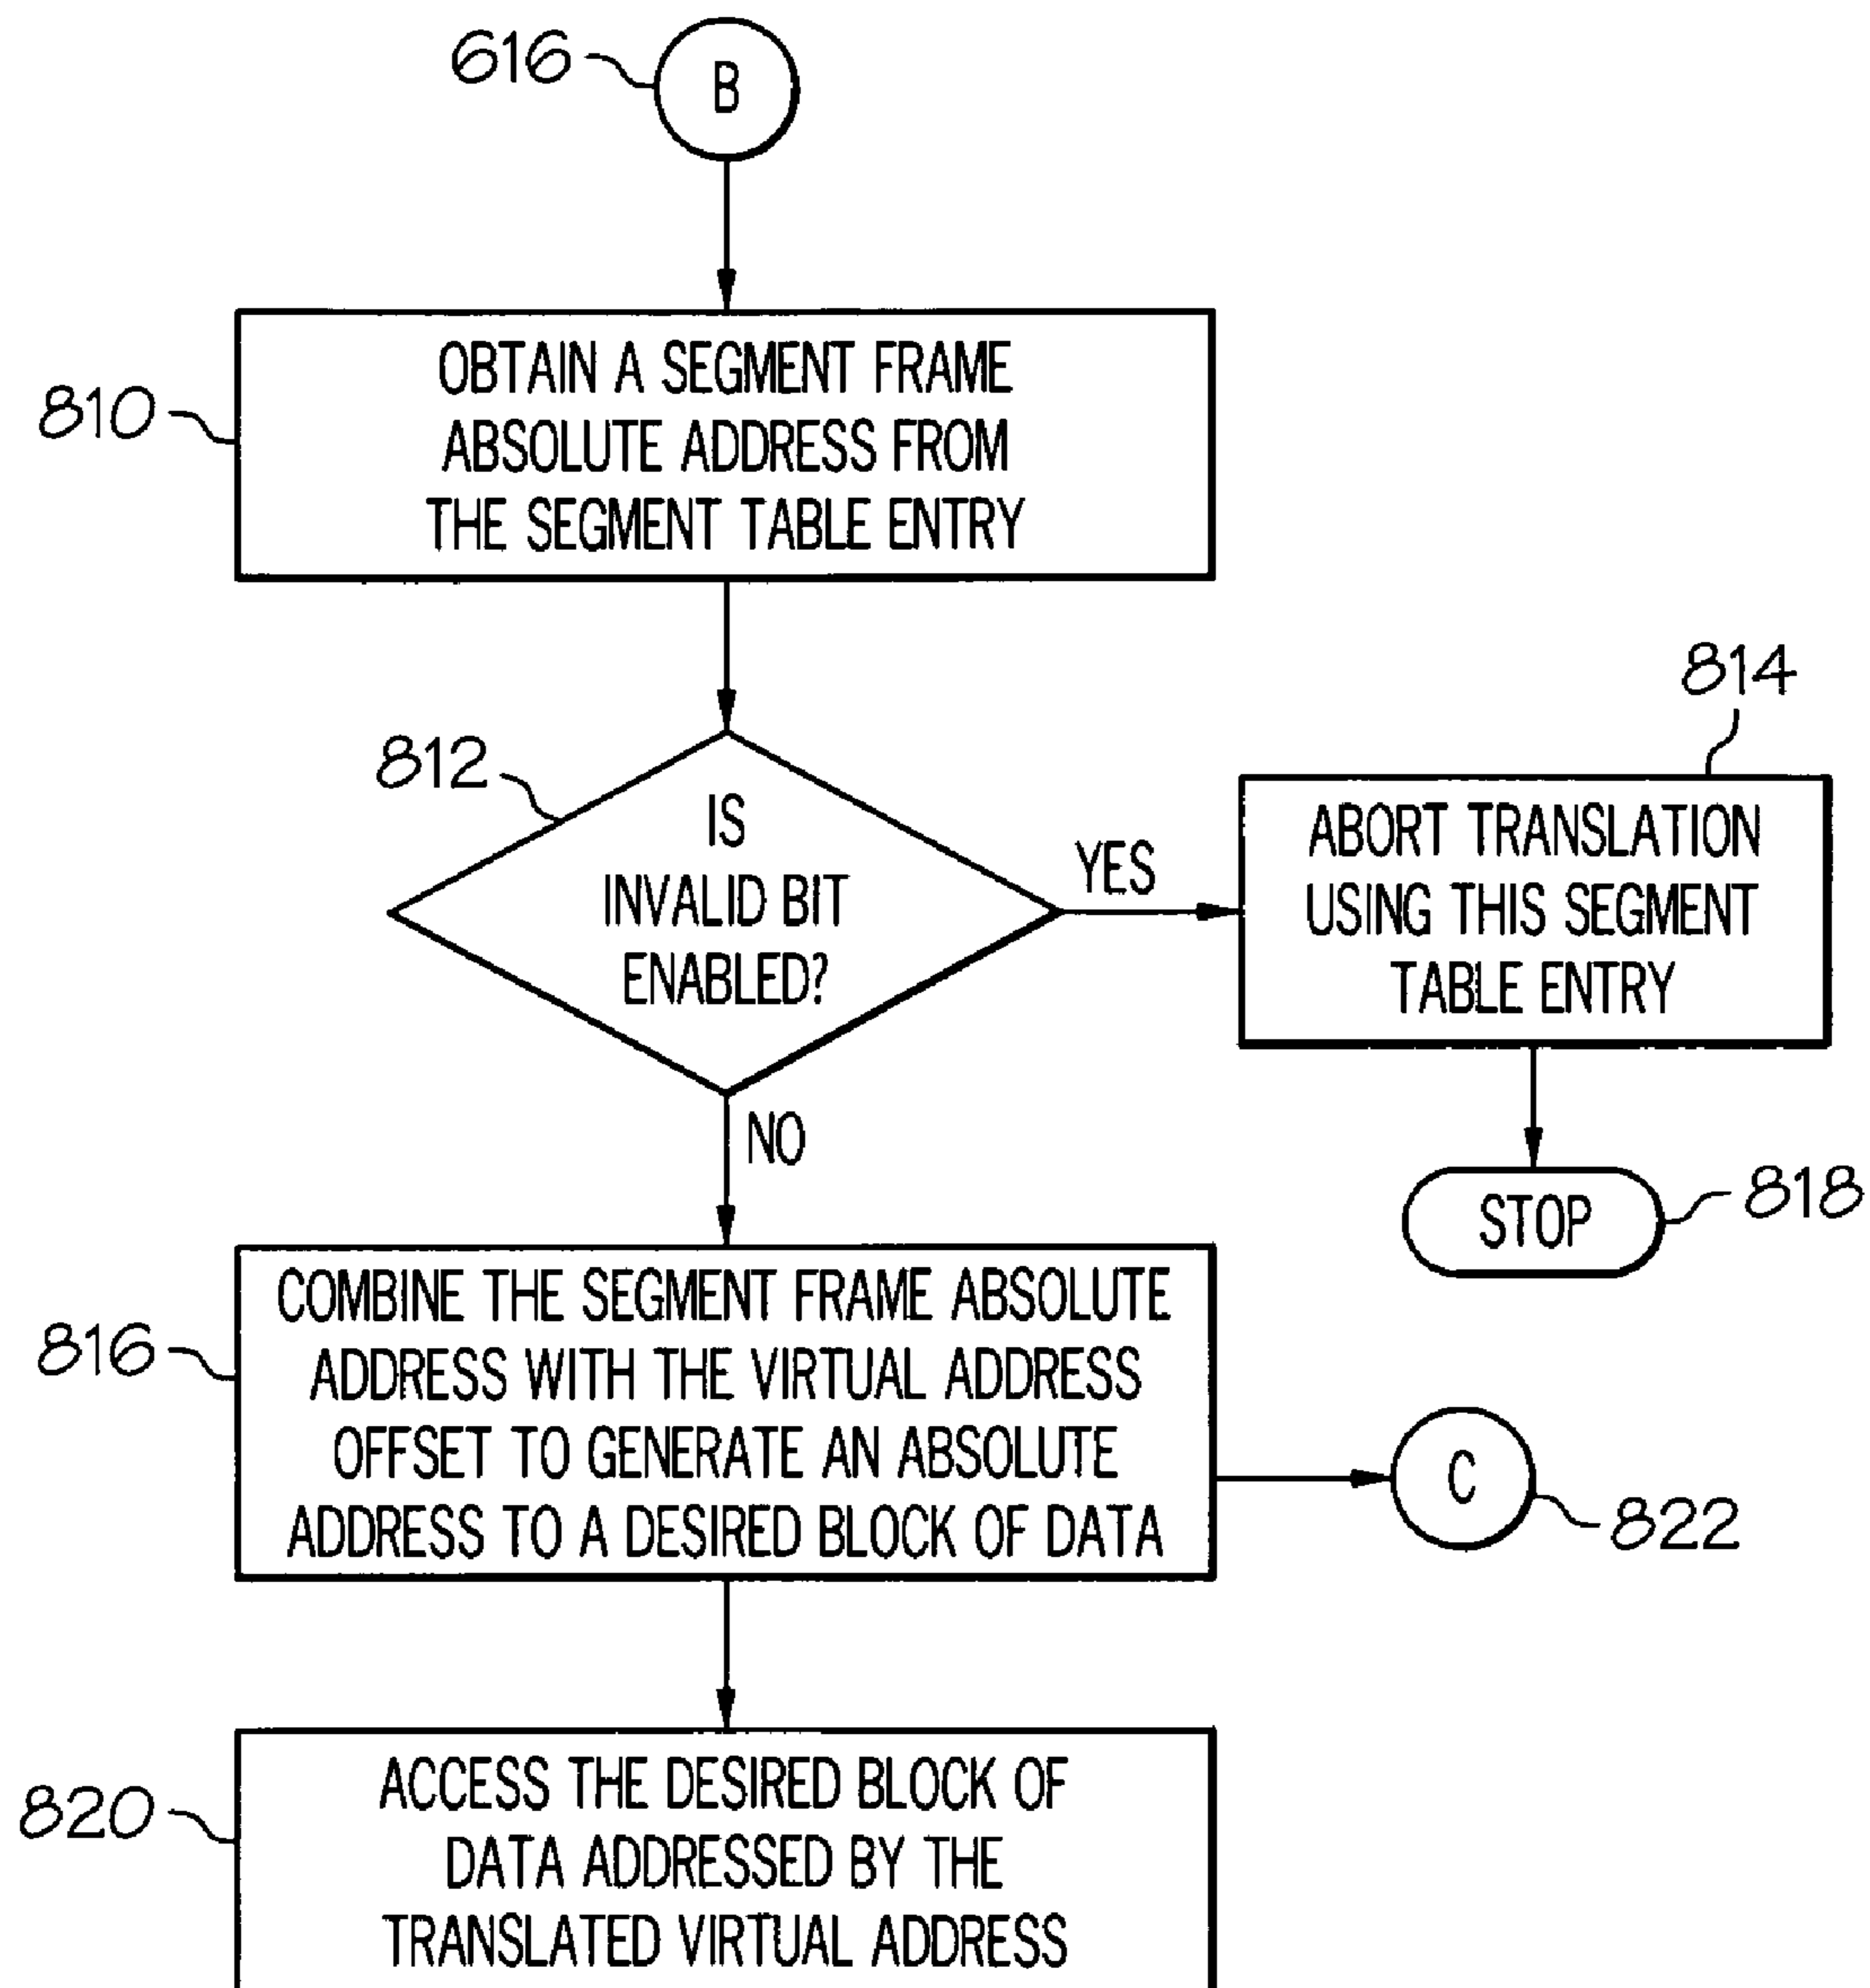 616
B
810
OBTAIN A SEGMENT FRAME
ABSOLUTE ADDRESS FROM
THE SEGMENT TABLE ENTRY
812
IS
INVALID BIT
ENABLED?
YES
814
ABORT TRANSLATION
USING THIS SEGMENT
TABLE ENTRY
NO
STOP
818
816
COMBINE THE SEGMENT FRAME ABSOLUTE
ADDRESS WITH THE VIRTUAL ADDRESS
OFFSET TO GENERATE AN ABSOLUTE
ADDRESS TO A DESIRED BLOCK OF DATA
C
822
820
ACCESS THE DESIRED BLOCK OF
DATA ADDRESSED BY THE
TRANSLATED VIRTUAL ADDRESS